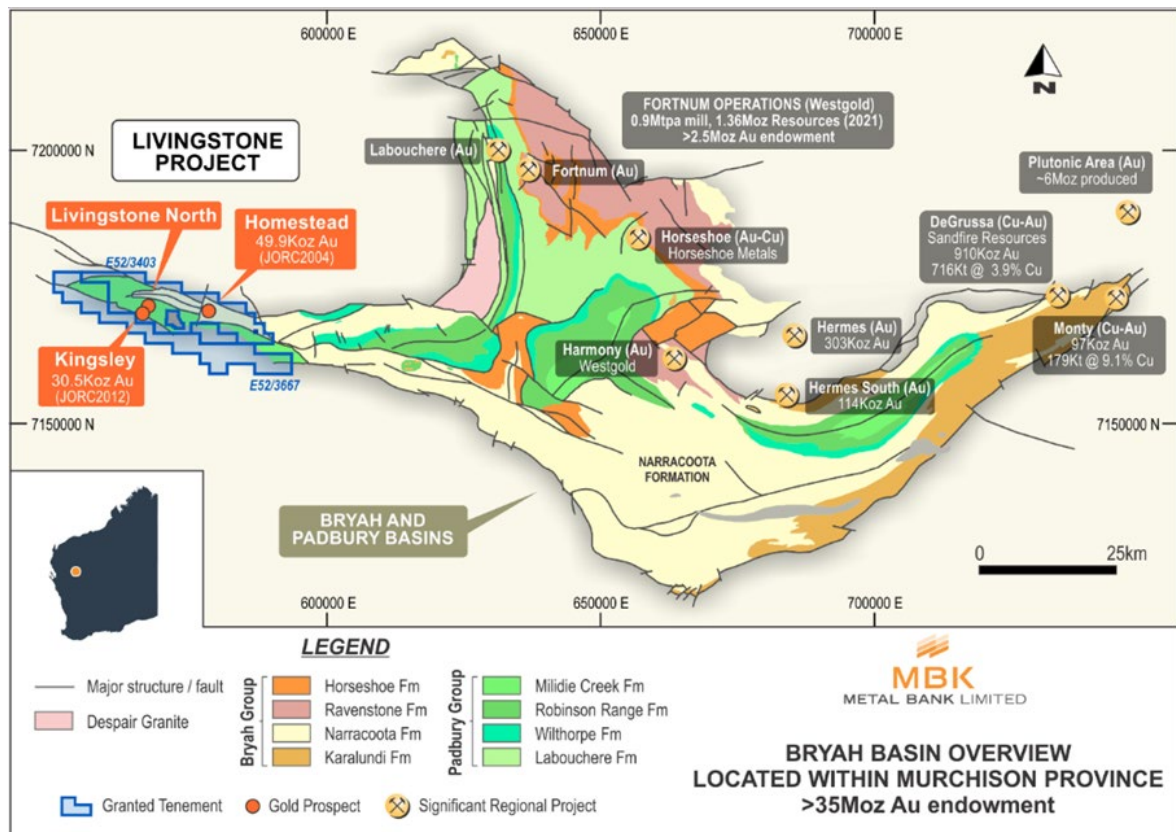 600000 E
650000 E
700000 E
N
LIVINGSTONE
PROJECT
FORTNUM OPERATIONS (Westgold)
0.9Mtpa mill, 1.36Moz Resources (2021)
>2.5Moz Au endowment
7200000 N
7200000 N
Labouchere (Au)
Fortnum (Au)
Plutonic Area (Au)
~6Moz produced
Livingstone North
Homestead
49.9Koz Au
(JORC2004)
E52/3403
Horseshoe (Au-Cu)
Horseshoe Metals
DeGrussa (Cu-Au)
Sandfire Resources
910Koz Au
716Kt @ 3.9% Cu
Kingsley
30.5Koz Au
(JORC2012)
E52/3667
Harmony (Au)
Westgold
Hermes (Au)
303Koz Au
Monty (Cu-Au)
97Koz Au
179Kt @ 9.1% Cu
Hermes South (Au)
114Koz Au
7150000 N
7150000 N
NARRACOOTA
FORMATION
BRYAH AND
PADBURY BASINS
0 25km
600000 E
650000 E
700000 E
LEGEND
Major structure / fault
Despair Granite
Bryah Group
Horseshoe Fm
Ravenstone Fm
Narracoota Fm
Karalundi Fm
Padbury Group
Milidie Creek Fm
Robinson Range Fm
Wilthorpe Fm
Labouchere Fm
Granted Tenement
Gold Prospect
Significant Regional Project
MBK
METAL BANK LIMITED
BRYAH BASIN OVERVIEW
LOCATED WITHIN MURCHISON PROVINCE
>35Moz Au endowment